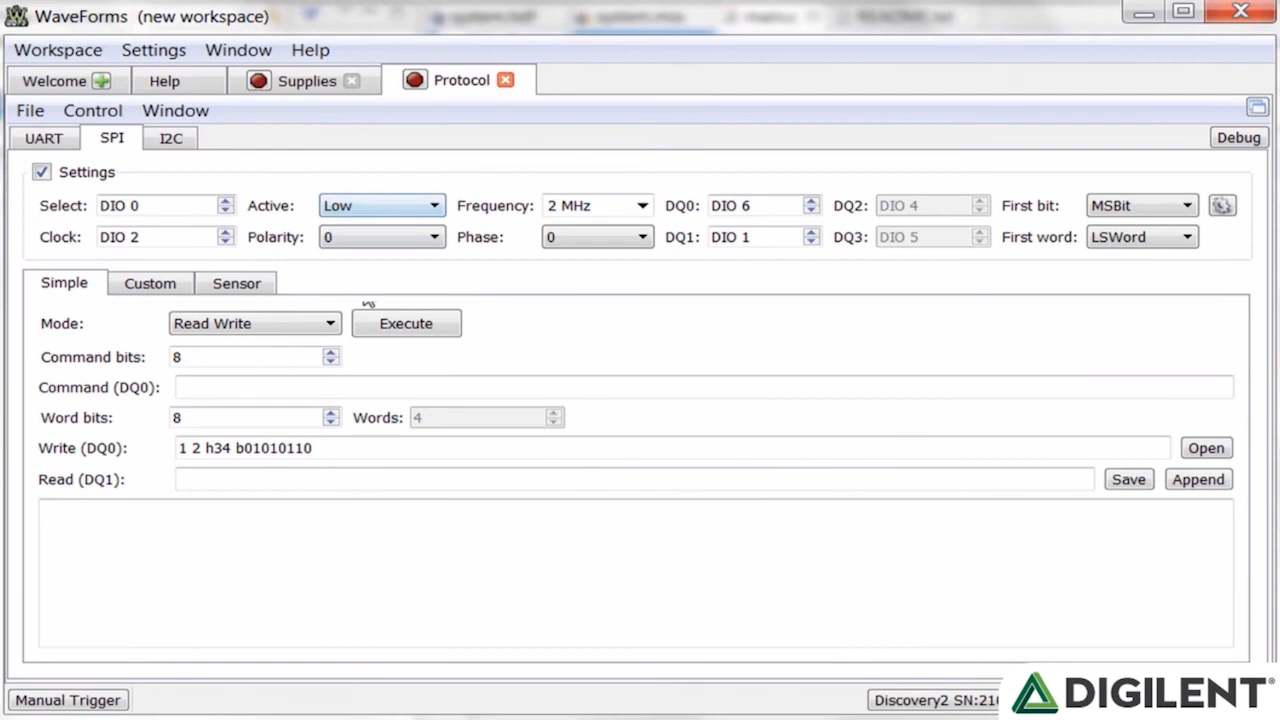 WaveForms (new workspace)
Workspace Settings Window Help
Welcome Help Supplies Protocol
File Control Window
UART SPI I2C Debug
Settings
Select: DIO 0 Active: Low Frequency: 2 MHz DQ0: DIO 6 DQ2: DIO 4 First bit: MSBit
Clock: DIO 2 Polarity: 0 Phase: 0 DQ1: DIO 1 DQ3: DIO 5 First word: LSWord
Simple Custom Sensor
Mode: Read Write Execute
Command bits: 8
Command (DQ0):
Word bits: 8 Words: 4
Write (DQ0): 1 2 h34 b01010110 Open
Read (DQ1): Save Append
Manual Trigger Discovery2 SN:210
DIGILENT®